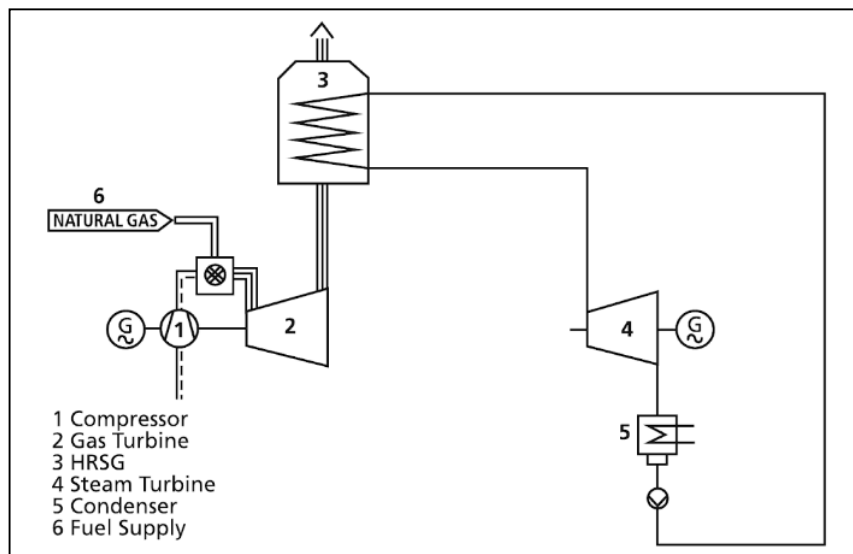 3
6
NATURAL GAS
G
1
2
4
G
5
1 Compressor
2 Gas Turbine
3 HRSG
4 Steam Turbine
5 Condenser
6 Fuel Supply